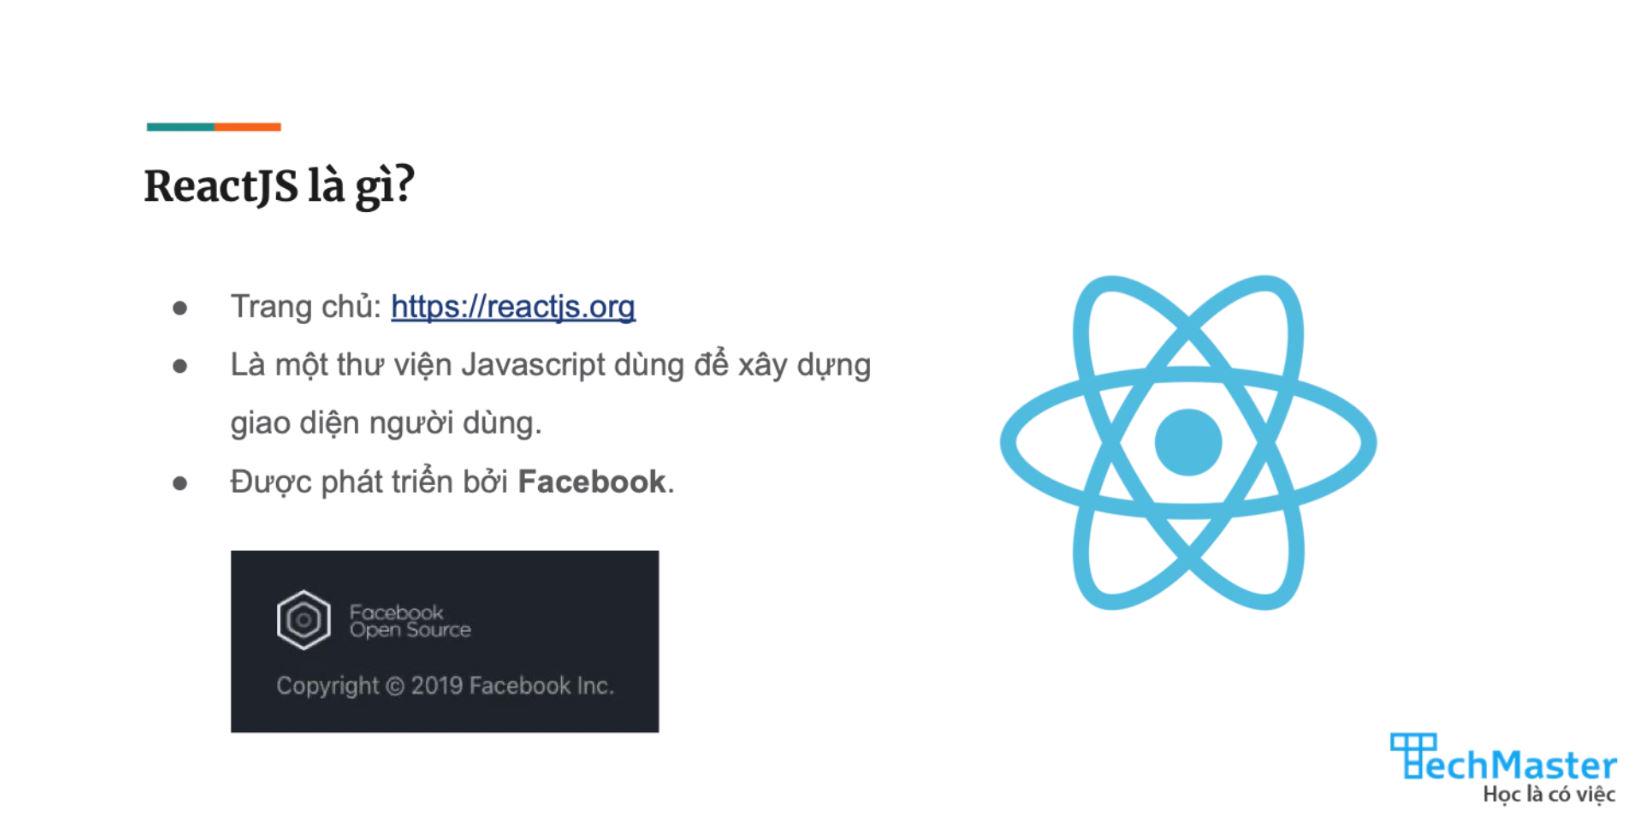 ReactJS là gì?
● Trang chủ: https://reactjs.org
● Là một thư viện Javascript dùng để xây dựng
giao diện người dùng.
● Được phát triển bởi Facebook.
Facebook
Open Source
Copyright © 2019 Facebook Inc.
TechMaster
Học là có việc